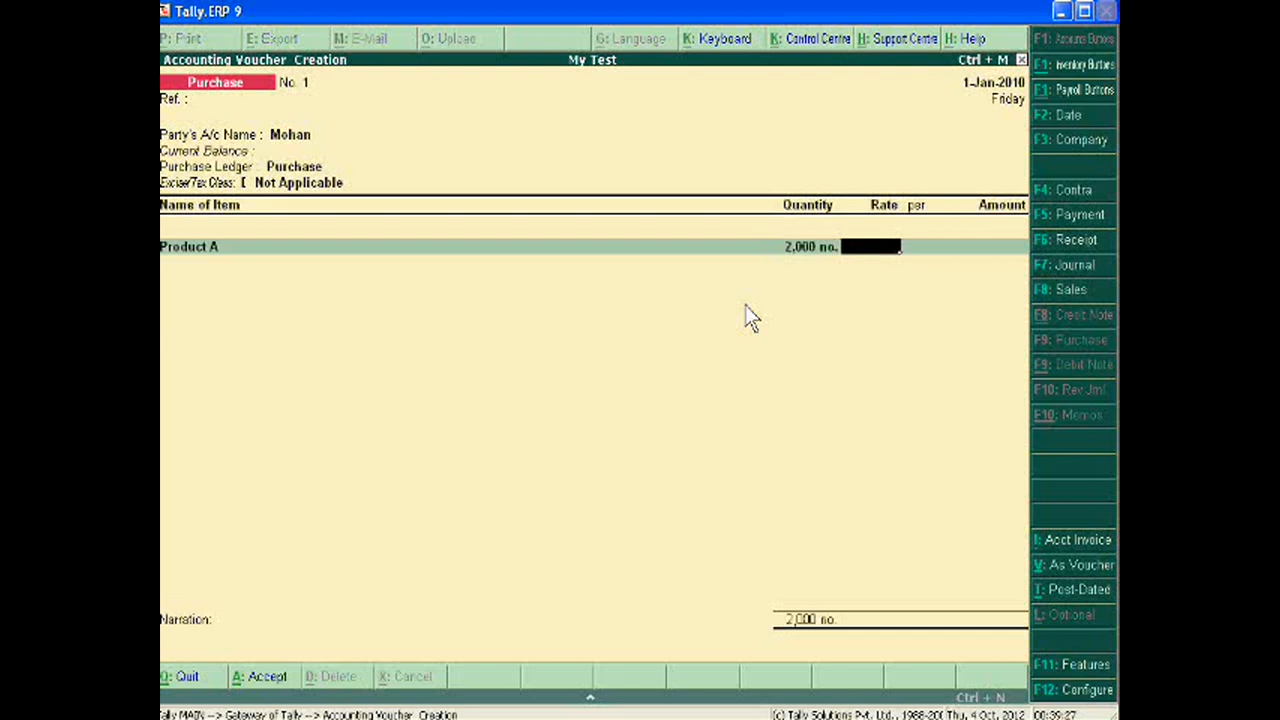 Tally.ERP 9
P: Print E: Export M: E-Mail O: Upload G: Language K: Keyboard K: Control Centre H: Support Centre H: Help
Accounting Voucher Creation My Test Ctrl + M
Purchase No. 1 1-Jan-2010
Ref. : Friday
Party's A/c Name : Mohan
Current Balance :
Purchase Ledger : Purchase
Excise/Tax Class: [ Not Applicable
Name of Item Quantity Rate per Amount
Product A 2,000 no.
Narration: 2,000 no.
Q: Quit A: Accept D: Delete X: Cancel
Ctrl + N
Tally MAIN --> Gateway of Tally --> Accounting Voucher Creation (c) Tally Solutions Pvt. Ltd., 1988-200 Thu, 4 Oct, 2012 00:39:27
F1: Accounts Buttons
F1: Inventory Buttons
F1: Payroll Buttons
F2: Date
F3: Company
F4: Contra
F5: Payment
F6: Receipt
F7: Journal
F8: Sales
F8: Credit Note
F9: Purchase
F9: Debit Note
F10: Rev Jrnl
F10: Memos
I: Acct Invoice
V: As Voucher
T: Post-Dated
L: Optional
F11: Features
F12: Configure